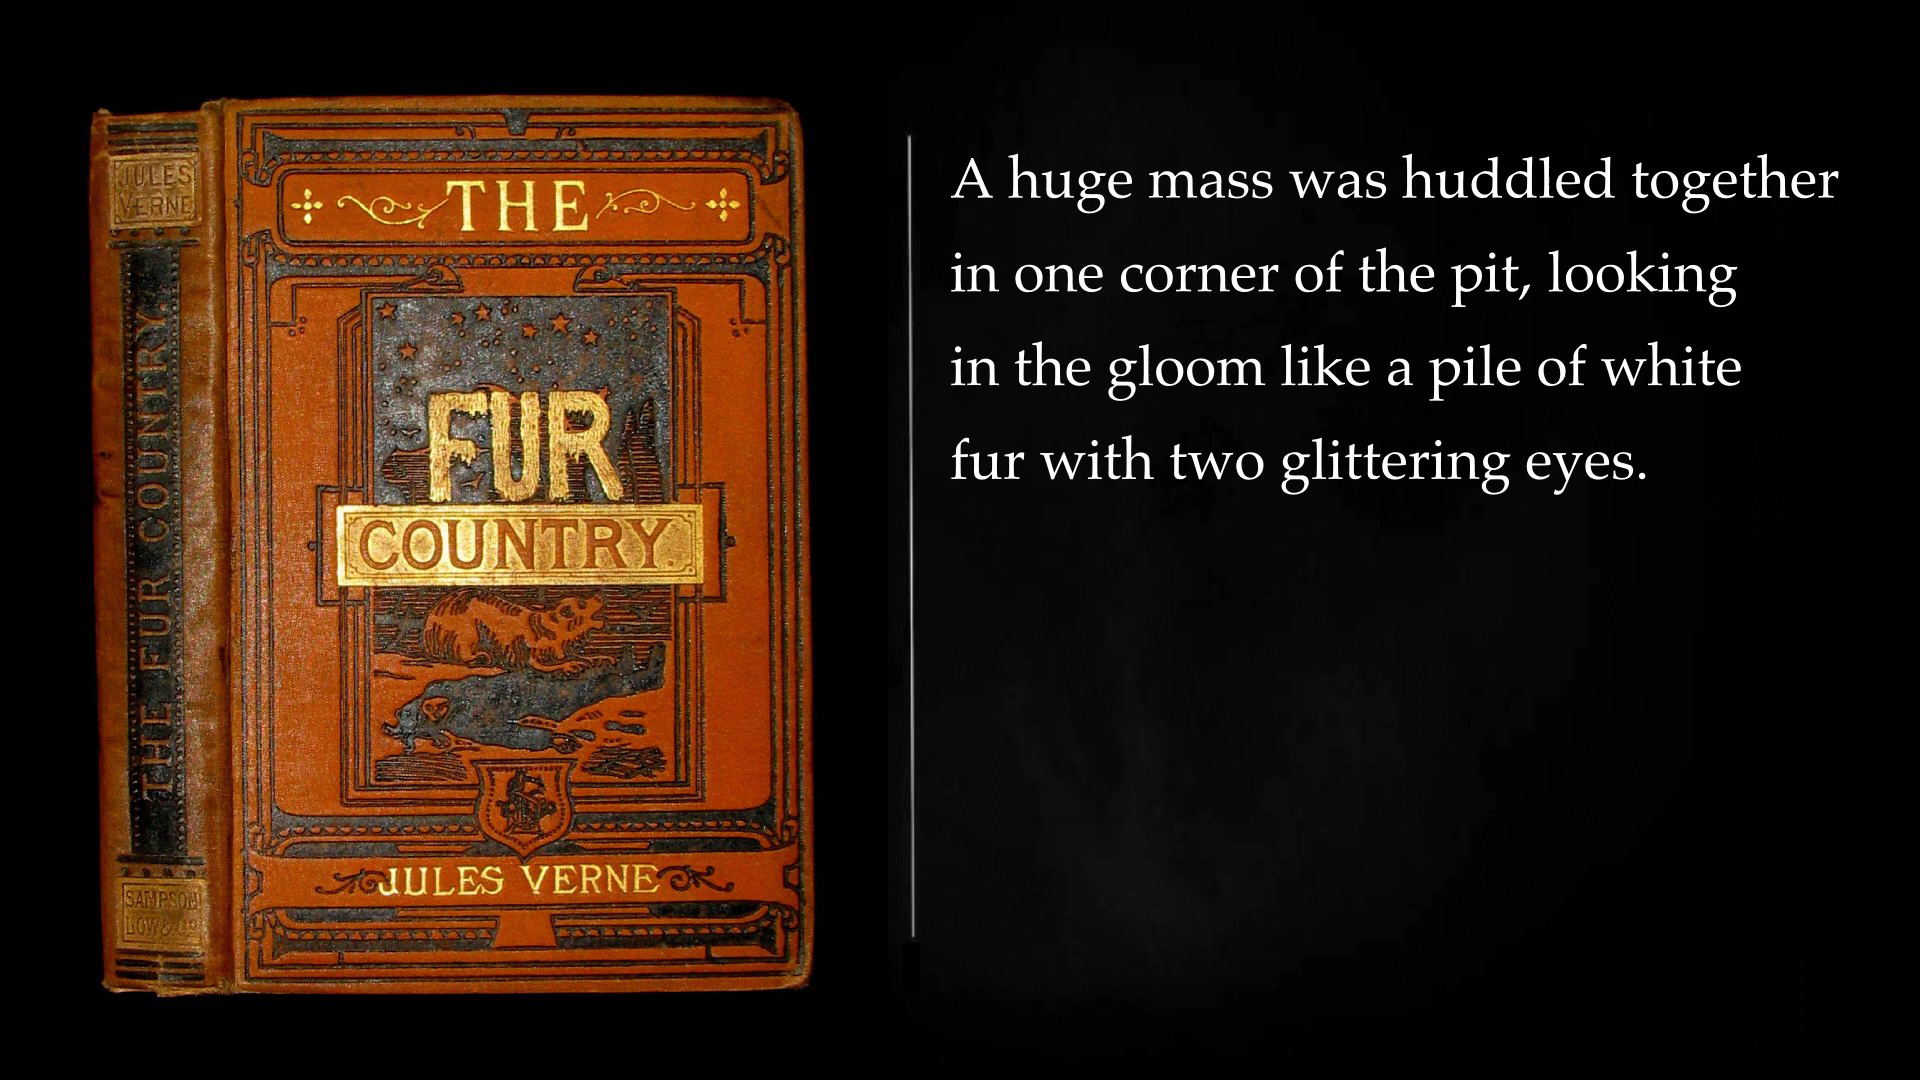 JULES
VERNE
THE FUR COUNTRY.
SAMPSON
LOW & Co
THE
FUR
COUNTRY.
JULES VERNE
A huge mass was huddled together
in one corner of the pit, looking
in the gloom like a pile of white
fur with two glittering eyes.